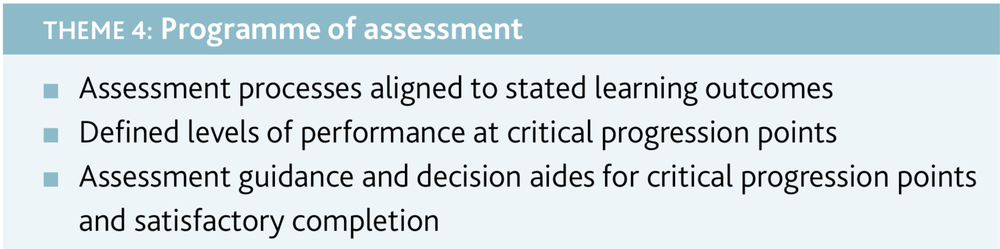 THEME 4: Programme of assessment
Assessment processes aligned to stated learning outcomes
Defined levels of performance at critical progression points
Assessment guidance and decision aides for critical progression points
and satisfactory completion